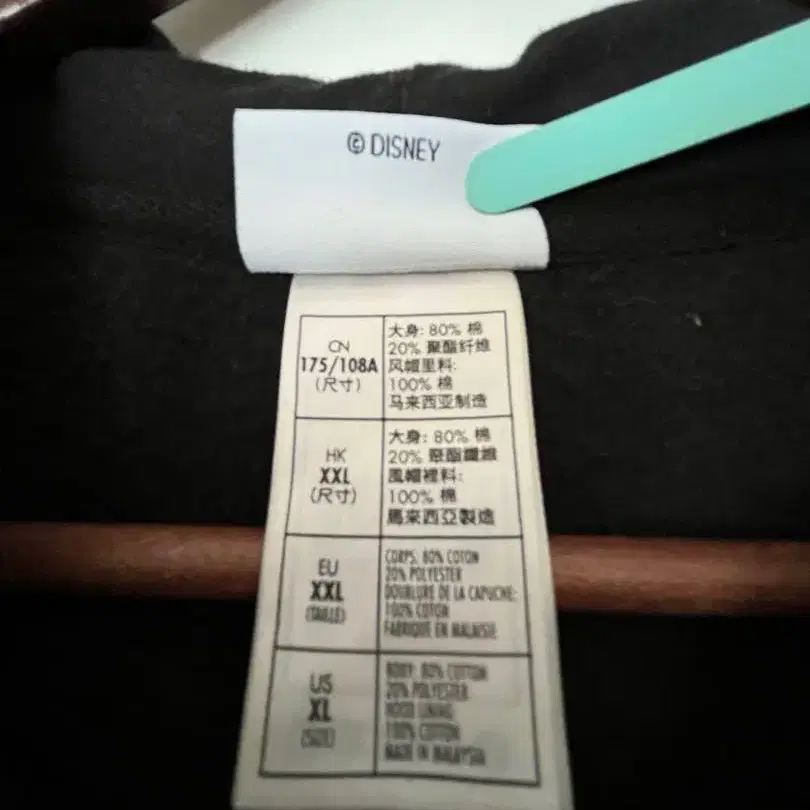 © DISNEY
CN
175/108A
(尺寸)
大身: 80% 棉
20% 聚酯纤维
风帽里料:
100% 棉
马来西亚制造
HK
XXL
(尺寸)
大身: 80% 棉
20% 聚酯纖維
風帽裡料:
100% 棉
馬來西亞製造
EU
XXL
(TAILLE)
CORPS: 80% COTON
20% POLYESTER
DOUBLURE DE LA CAPUCHE:
100% COTON
FABRIQUE EN MALAISIE
US
XL
(SIZE)
BODY: 80% COTTON
20% POLYESTER
HOOD LINING:
100% COTTON
MADE IN MALAYSIA